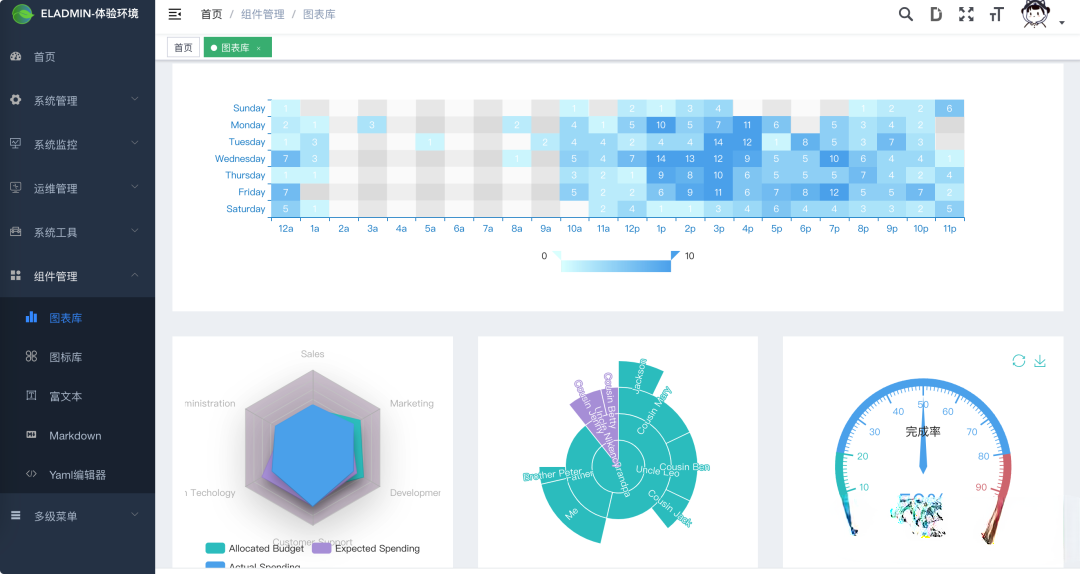 ELADMIN-体验环境
首页 / 组件管理 / 图表库
首页 图表库 ×
首页
系统管理
系统监控
运维管理
系统工具
组件管理
图表库
图标库
富文本
Markdown
Yaml编辑器
多级菜单
Sunday 1 1 2 1 3 4 1 2 2 6
Monday 2 1 3 2 4 1 5 10 5 7 11 6 5 3 4 2
Tuesday 1 3 1 2 4 4 2 4 4 14 12 1 8 5 3 7 3
Wednesday 7 3 1 5 4 7 14 13 12 9 5 5 10 6 4 4 1
Thursday 1 1 3 2 1 9 8 10 6 5 5 5 7 4 2 4
Friday 7 5 2 2 6 9 11 6 7 8 12 5 5 7 2
Saturday 5 1 2 4 1 1 3 4 6 4 4 3 3 2 5
12a 1a 2a 3a 4a 5a 6a 7a 8a 9a 10a 11a 12p 1p 2p 3p 4p 5p 6p 7p 8p 9p 10p 11p
0 10
Sales
ministration Marketing
n Techology Developmer
Customer Support
Allocated Budget Expected Spending
Actual Spending
Jackson
Cousin Mary
Cousin Betty
Cousin Jenny
Uncle Nike
Grandpa
Uncle Leo
Cousin Ben
Cousin Jack
Brother Peter
Father
Me
10 20 30 40 50 60 70 80 90
完成率